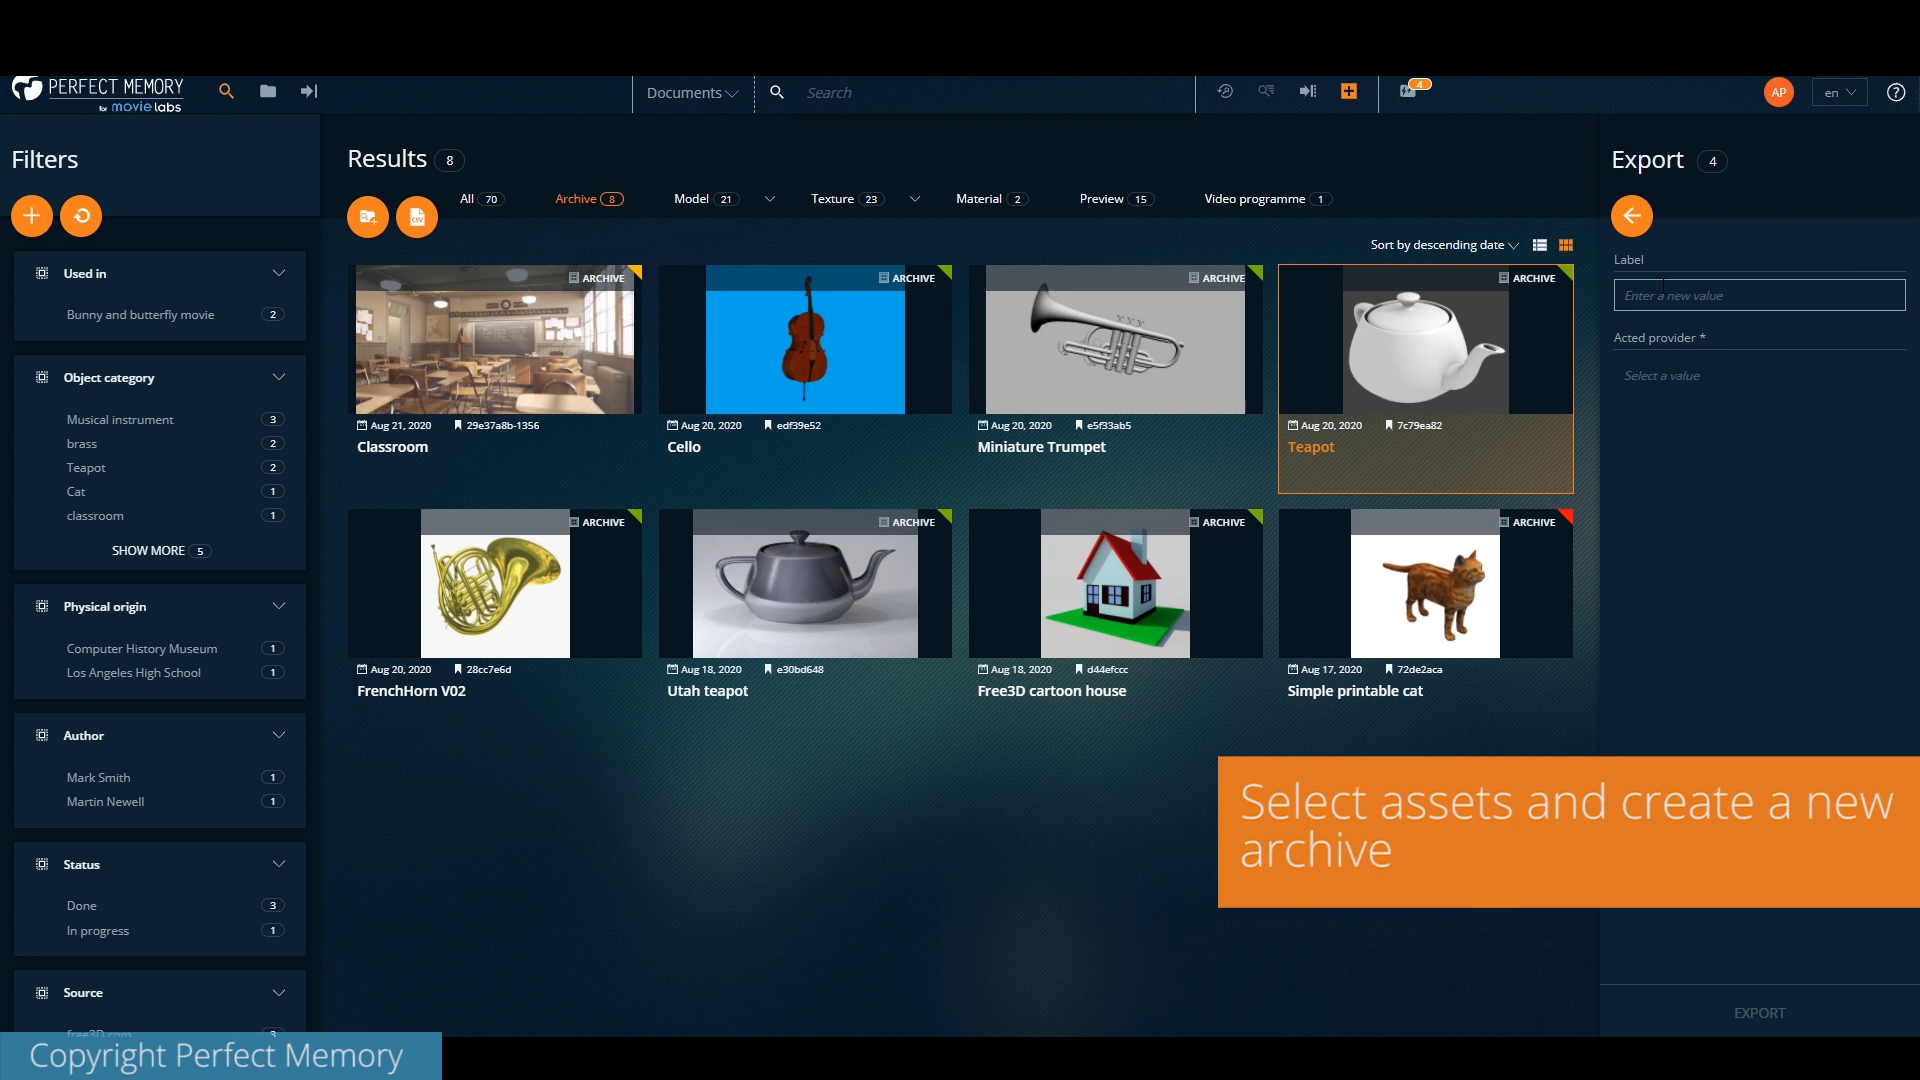 PERFECT MEMORY
for movielabs
Documents
Search
4
AP
en
Filters
Used in
Bunny and butterfly movie 2
Object category
Musical instrument 3
brass 2
Teapot 2
Cat 1
classroom 1
SHOW MORE 5
Physical origin
Computer History Museum 1
Los Angeles High School 1
Author
Mark Smith 1
Martin Newell 1
Status
Done 3
In progress 1
Source
free3D.com 3
Results 8
CSV
All 70 Archive 8 Model 21 Texture 23 Material 2 Preview 15 Video programme 1
Sort by descending date
ARCHIVE
Aug 21, 2020 29e37a8b-1356
Classroom
ARCHIVE
Aug 20, 2020 edf39e52
Cello
ARCHIVE
Aug 20, 2020 e5f33ab5
Miniature Trumpet
ARCHIVE
Aug 20, 2020 7c79ea82
Teapot
ARCHIVE
Aug 20, 2020 28cc7e6d
FrenchHorn V02
ARCHIVE
Aug 18, 2020 e30bd648
Utah teapot
ARCHIVE
Aug 18, 2020 d44efccc
Free3D cartoon house
ARCHIVE
Aug 17, 2020 72de2aca
Simple printable cat
Export 4
Label
Enter a new value
Acted provider *
Select a value
EXPORT
Select assets and create a new
archive
Copyright Perfect Memory